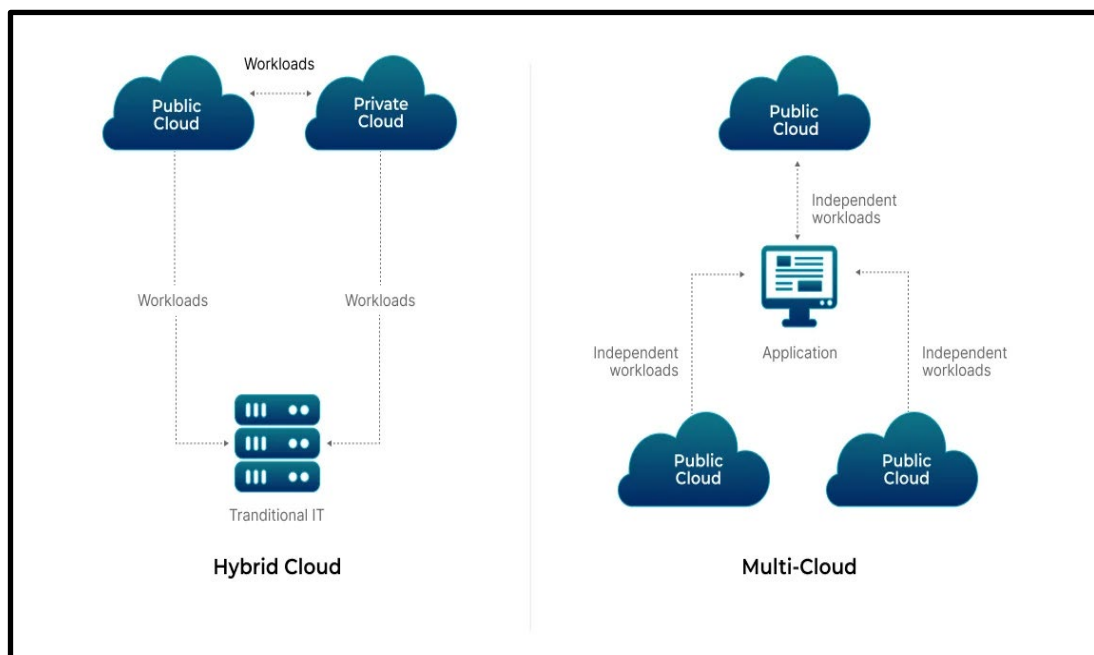 Workloads
Public
Cloud
Private
Cloud
Workloads
Workloads
Tranditional IT
Hybrid Cloud
Public
Cloud
Independent
workloads
Application
Independent
workloads
Independent
workloads
Public
Cloud
Public
Cloud
Multi-Cloud